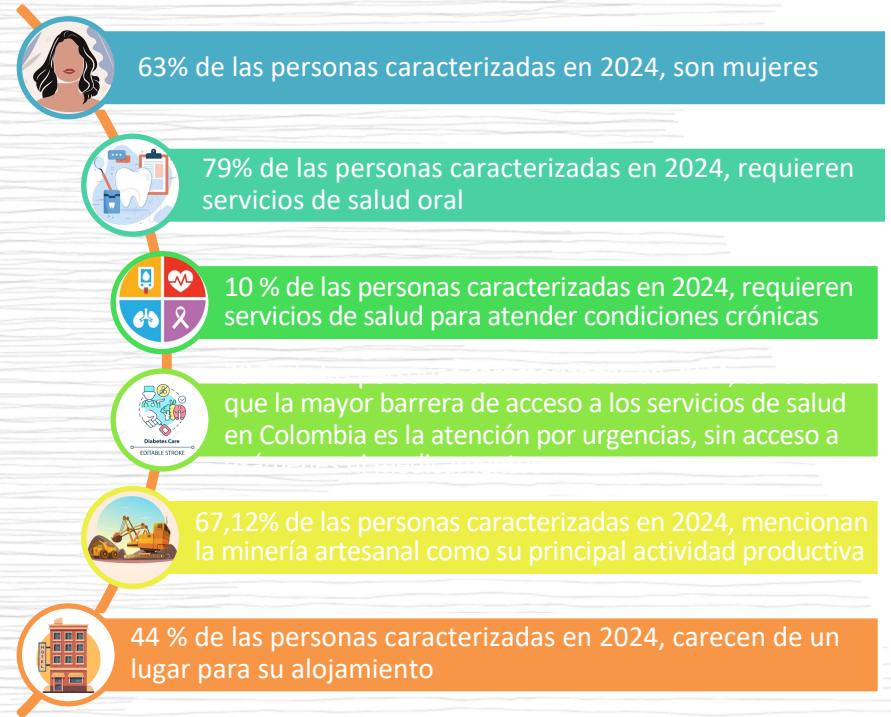 63% de las personas caracterizadas en 2024, son mujeres
79% de las personas caracterizadas en 2024, requieren
servicios de salud oral
10 % de las personas caracterizadas en 2024, requieren
servicios de salud para atender condiciones crónicas
que la mayor barrera de acceso a los servicios de salud
en Colombia es la atención por urgencias, sin acceso a
Diabetes Care
EDITABLE STROKE
67,12% de las personas caracterizadas en 2024, mencionan
la minería artesanal como su principal actividad productiva
44 % de las personas caracterizadas en 2024, carecen de un
lugar para su alojamiento
HOTEL